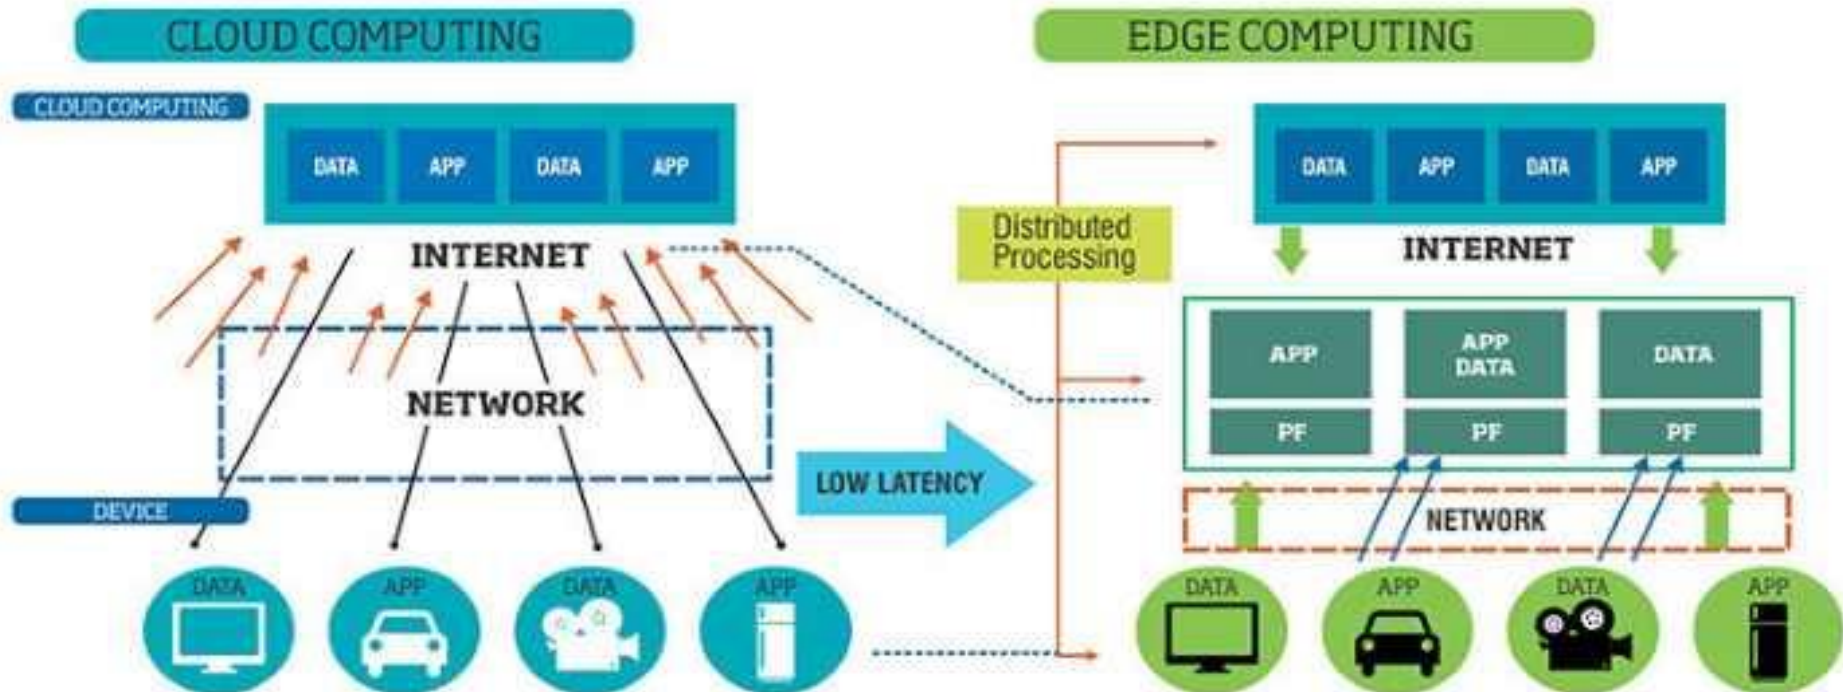 CLOUD COMPUTING
CLOUD COMPUTING
DATA
APP
DATA
APP
INTERNET
NETWORK
DEVICE
DATA
APP
DATA
APP
LOW LATENCY
EDGE COMPUTING
Distributed
Processing
DATA
APP
DATA
APP
INTERNET
APP
APP
DATA
DATA
PF
PF
PF
NETWORK
DATA
APP
DATA
APP